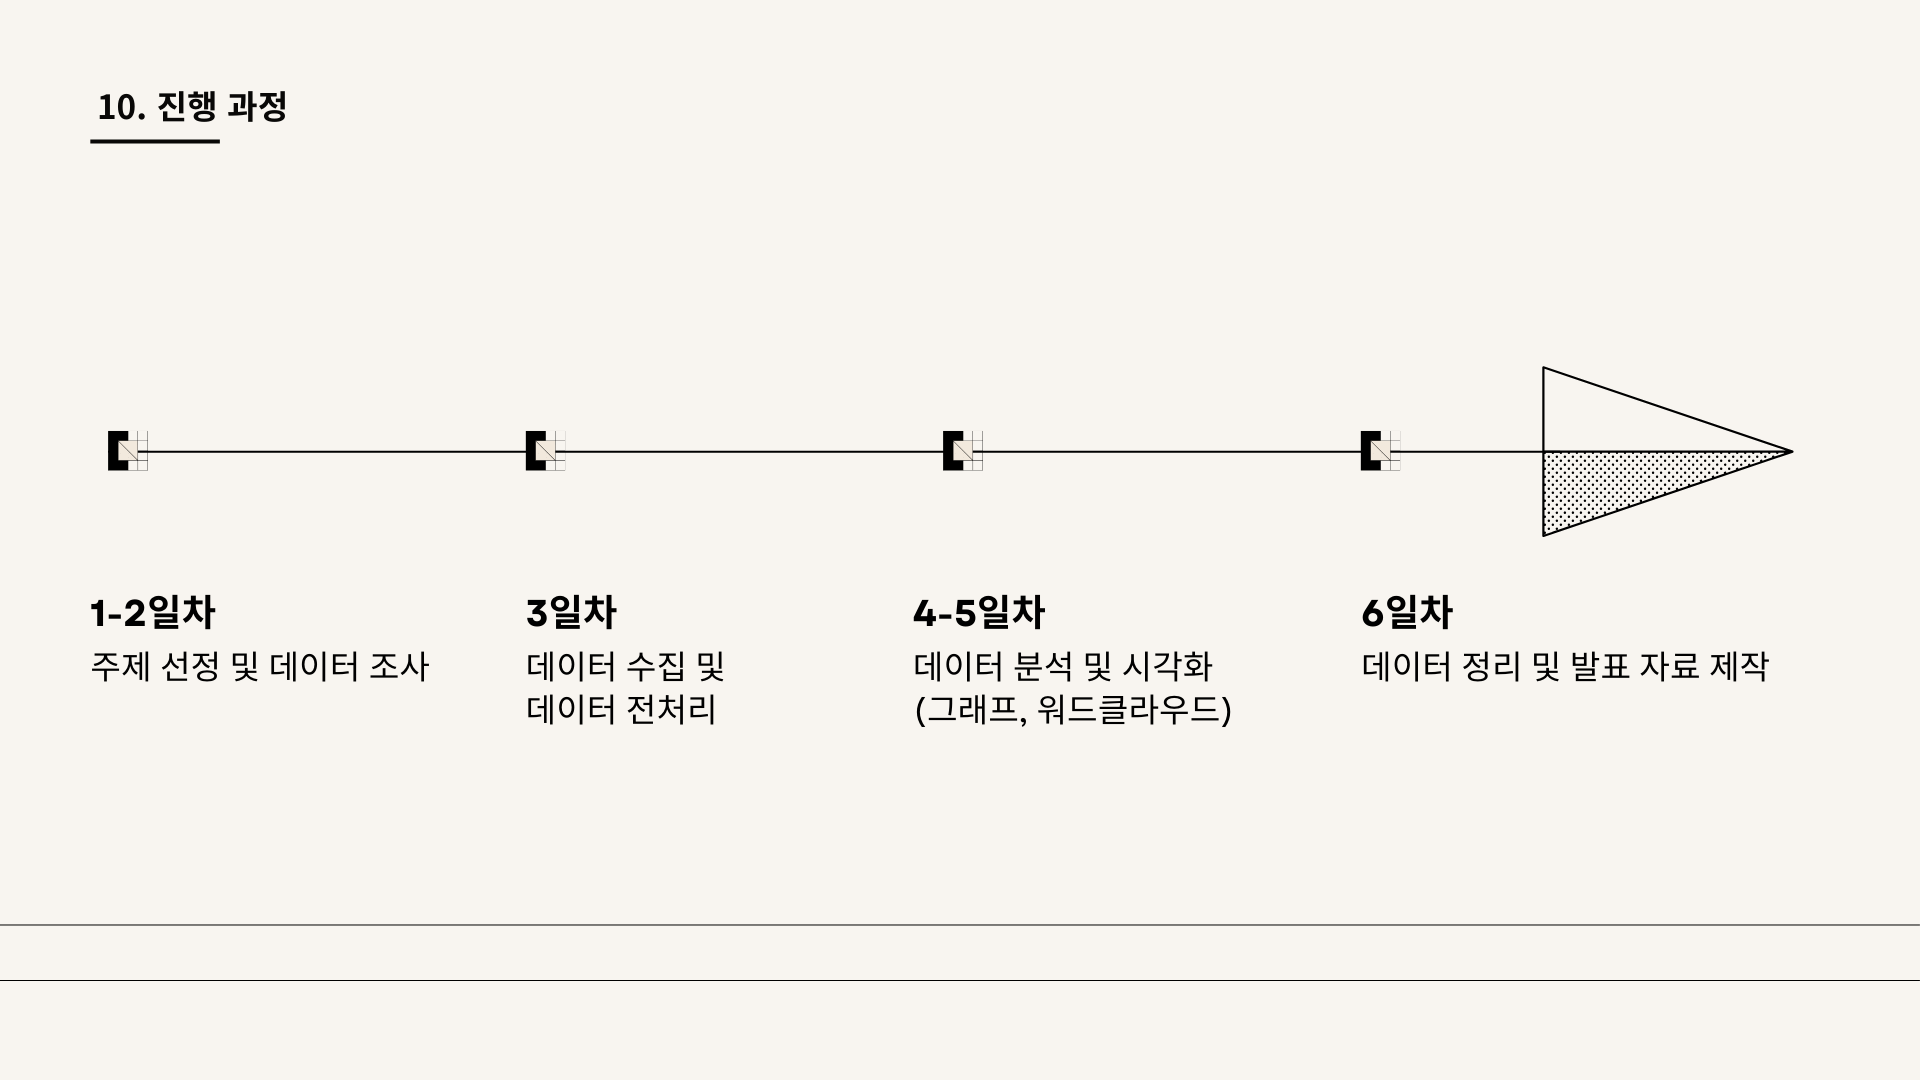 10. 진행 과정
1-2일차
주제 선정 및 데이터 조사
3일차
데이터 수집 및
데이터 전처리
4-5일차
데이터 분석 및 시각화
(그래프, 워드클라우드)
6일차
데이터 정리 및 발표 자료 제작